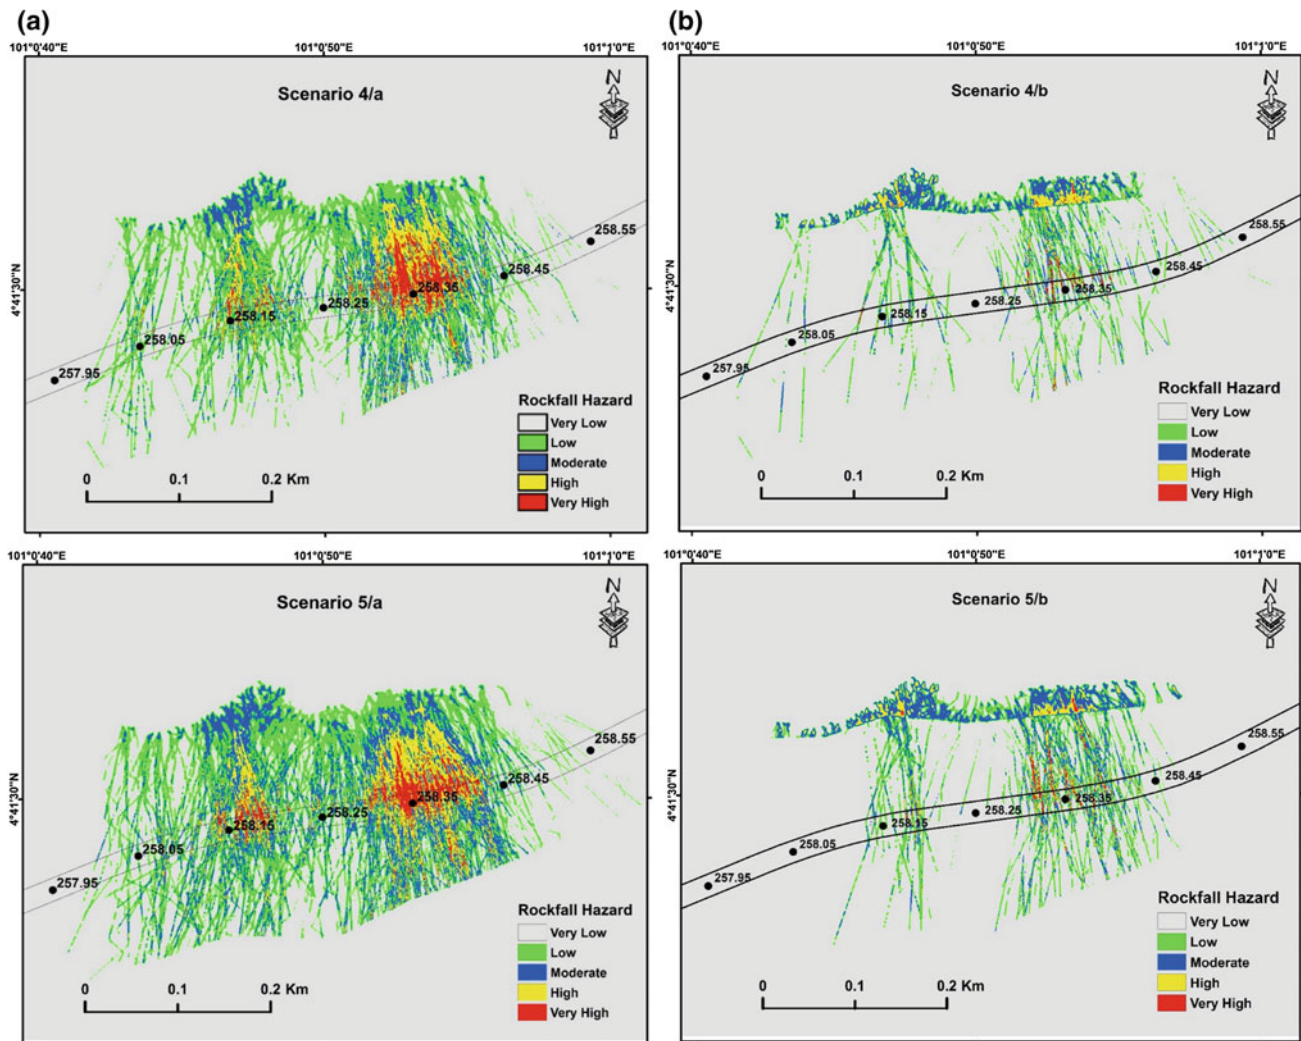 (a)
(b)
101°0'40"E 101°0'50"E 101°1'0"E
101°0'40"E 101°0'50"E 101°1'0"E
Scenario 4/a
N
4°41'30"N
257.95
258.05
258.15
258.25
258.35
258.45
258.55
Rockfall Hazard
Very Low
Low
Moderate
High
Very High
0 0.1 0.2 Km
Scenario 4/b
N
4°41'30"N
257.95
258.05
258.15
258.25
258.35
258.45
258.55
Rockfall Hazard
Very Low
Low
Moderate
High
Very High
0 0.1 0.2 Km
101°0'40"E 101°0'50"E 101°1'0"E
101°0'40"E 101°0'50"E 101°1'0"E
Scenario 5/a
N
4°41'30"N
257.95
258.05
258.15
258.25
258.35
258.45
258.55
Rockfall Hazard
Very Low
Low
Moderate
High
Very High
0 0.1 0.2 Km
Scenario 5/b
N
4°41'30"N
257.95
258.05
258.15
258.25
258.35
258.45
258.55
Rockfall Hazard
Very Low
Low
Moderate
High
Very High
0 0.1 0.2 Km